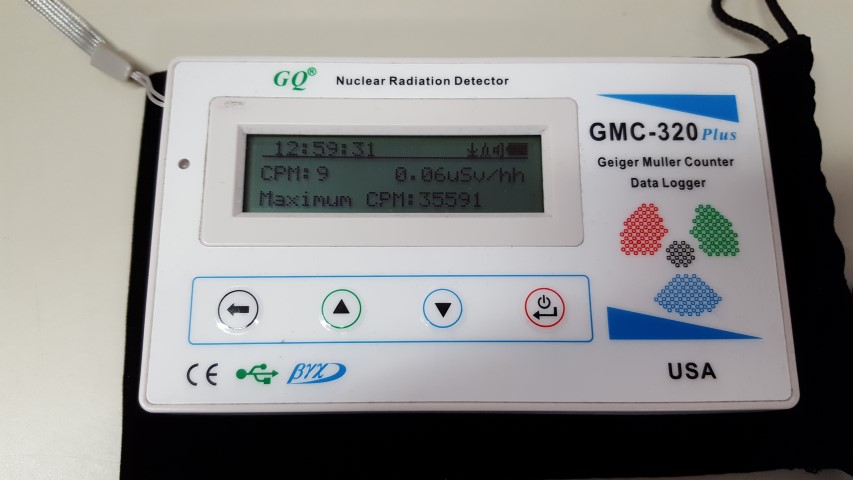 GQ® Nuclear Radiation Detector
12:59:31
CPM: 9 0.06uSv/hh
Maximum CPM:35591
GMC-320 Plus
Geiger Muller Counter
Data Logger
CE βγχ
USA